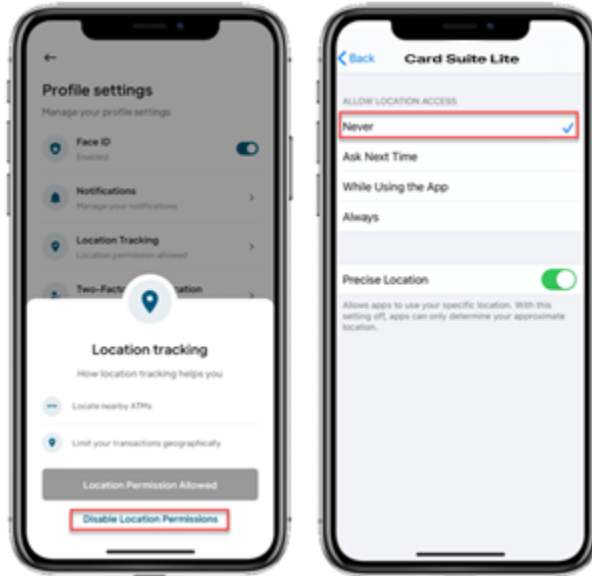 Profile settings
Manage your profile settings
Face ID
Enabled
Notifications
Manage your notifications
Location Tracking
Location permission allowed
Location tracking
How location tracking helps you
Locate nearby ATMs
Limit your transactions geographically
Location Permission Allowed
Disable Location Permissions
Back Card Suite Lite
ALLOW LOCATION ACCESS
Never
Ask Next Time
While Using the App
Always
Precise Location
Allows apps to use your specific location. With this
setting off, apps can only determine your approximate
location.